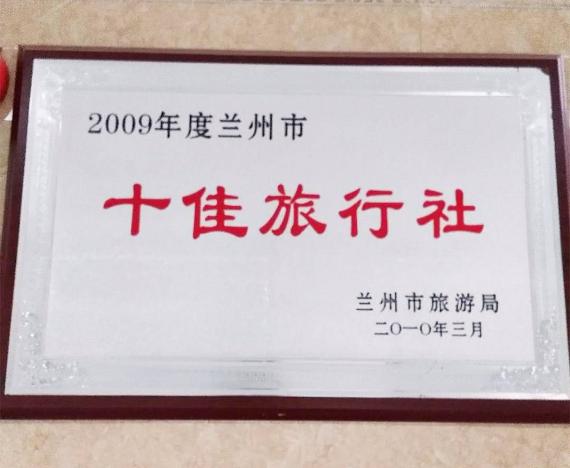 2009年度兰州市
十佳旅行社
兰州市旅游局
二〇一〇年三月